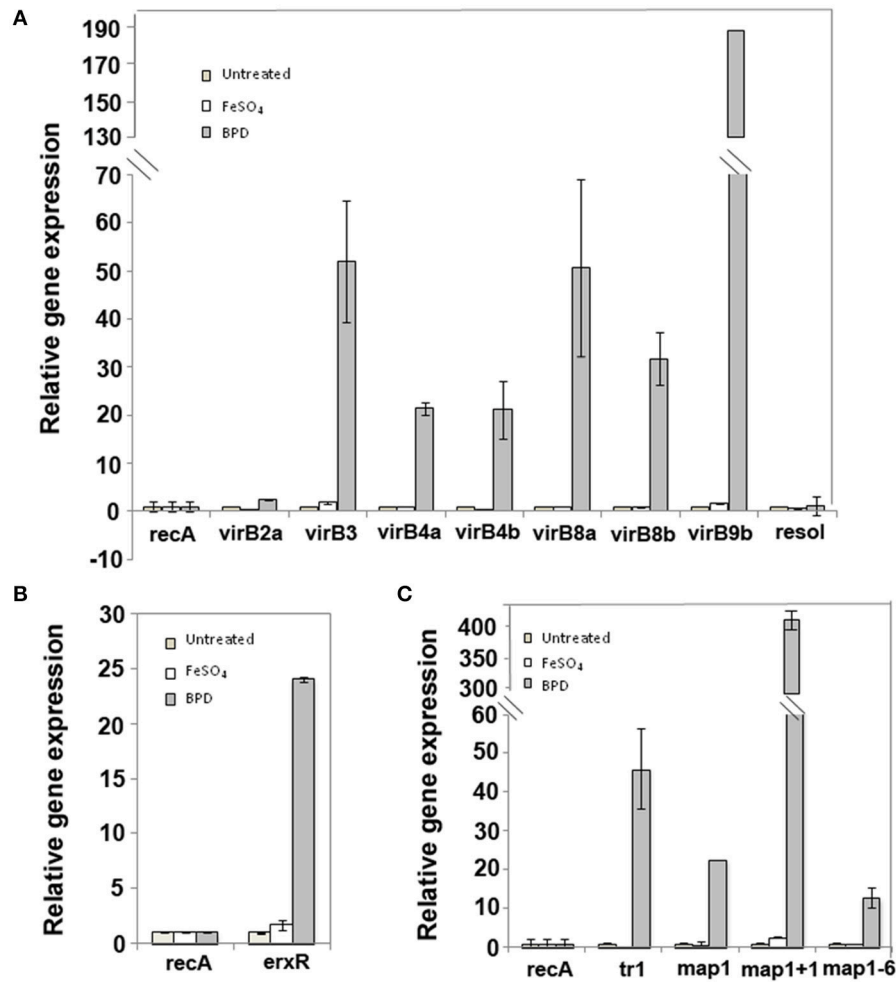 A
Relative gene expression
190
170
150
130
70
60
50
40
30
20
10
0
-10
Untreated
FeSO₄
BPD
recA virB2a virB3 virB4a virB4b virB8a virB8b virB9b resol
B
Relative gene expression
30
25
20
15
10
5
0
Untreated
FeSO₄
BPD
recA erxR
C
Relative gene expression
400
350
300
60
50
40
30
20
10
0
Untreated
FeSO₄
BPD
recA tr1 map1 map1+1 map1-6